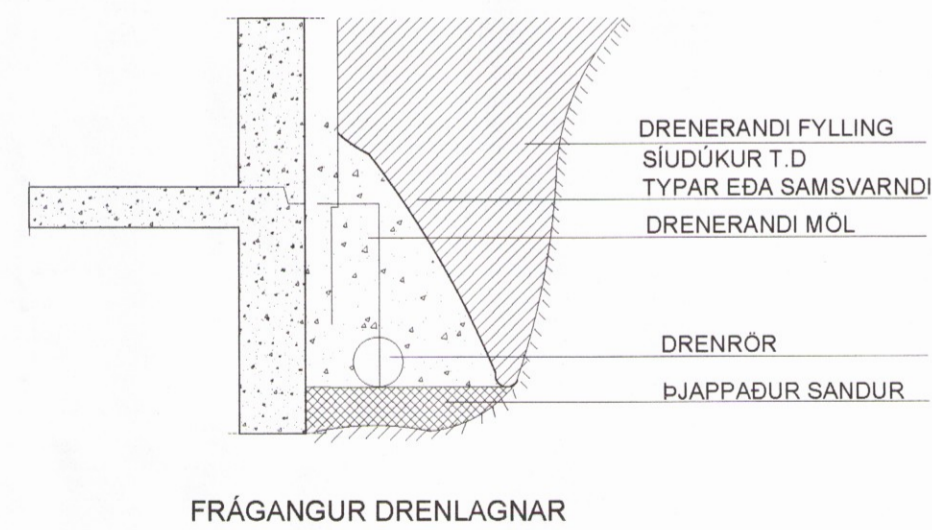 DRENERANDI FYLLING
SÍUDÚKUR T.D
TYPAR EÐA SAMSVARNDI
DRENERANDI MÖL
DRENRÖR
ÞJAPPAÐUR SANDUR
FRÁGANGUR DRENLAGNAR